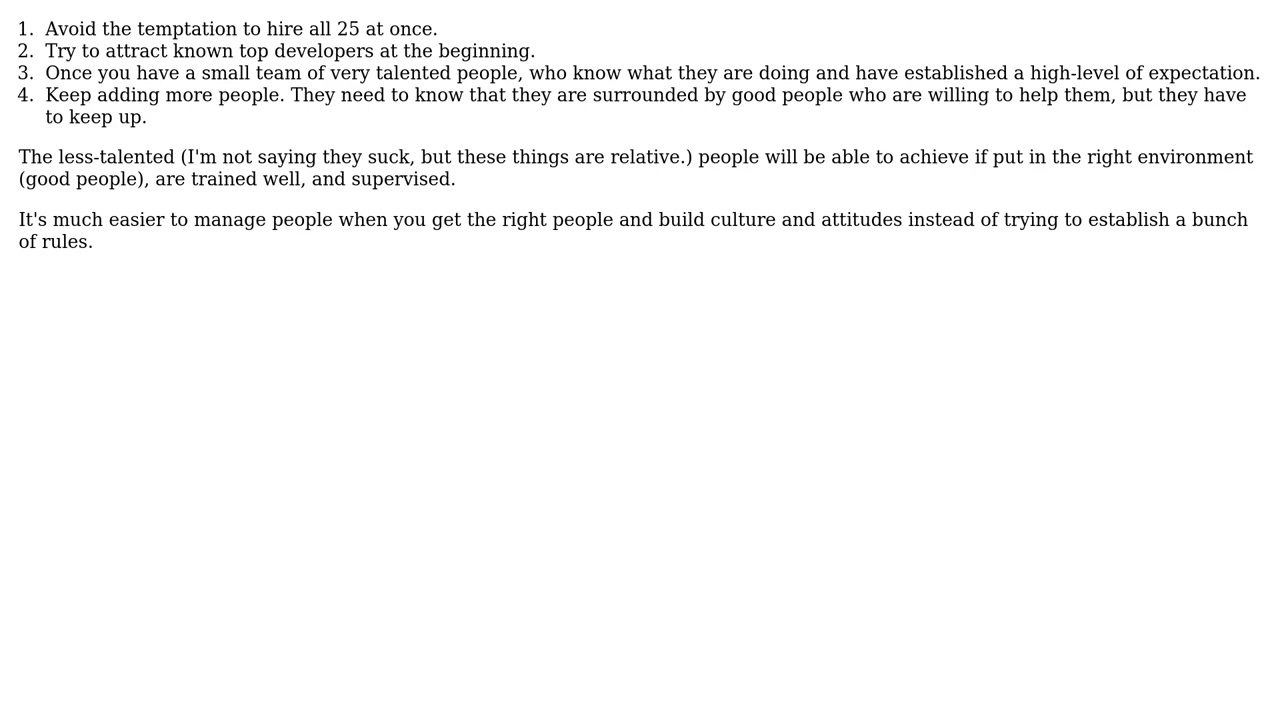 1. Avoid the temptation to hire all 25 at once.
2. Try to attract known top developers at the beginning.
3. Once you have a small team of very talented people, who know what they are doing and have established a high-level of expectation.
4. Keep adding more people. They need to know that they are surrounded by good people who are willing to help them, but they have
to keep up.
The less-talented (I'm not saying they suck, but these things are relative.) people will be able to achieve if put in the right environment
(good people), are trained well, and supervised.
It's much easier to manage people when you get the right people and build culture and attitudes instead of trying to establish a bunch
of rules.